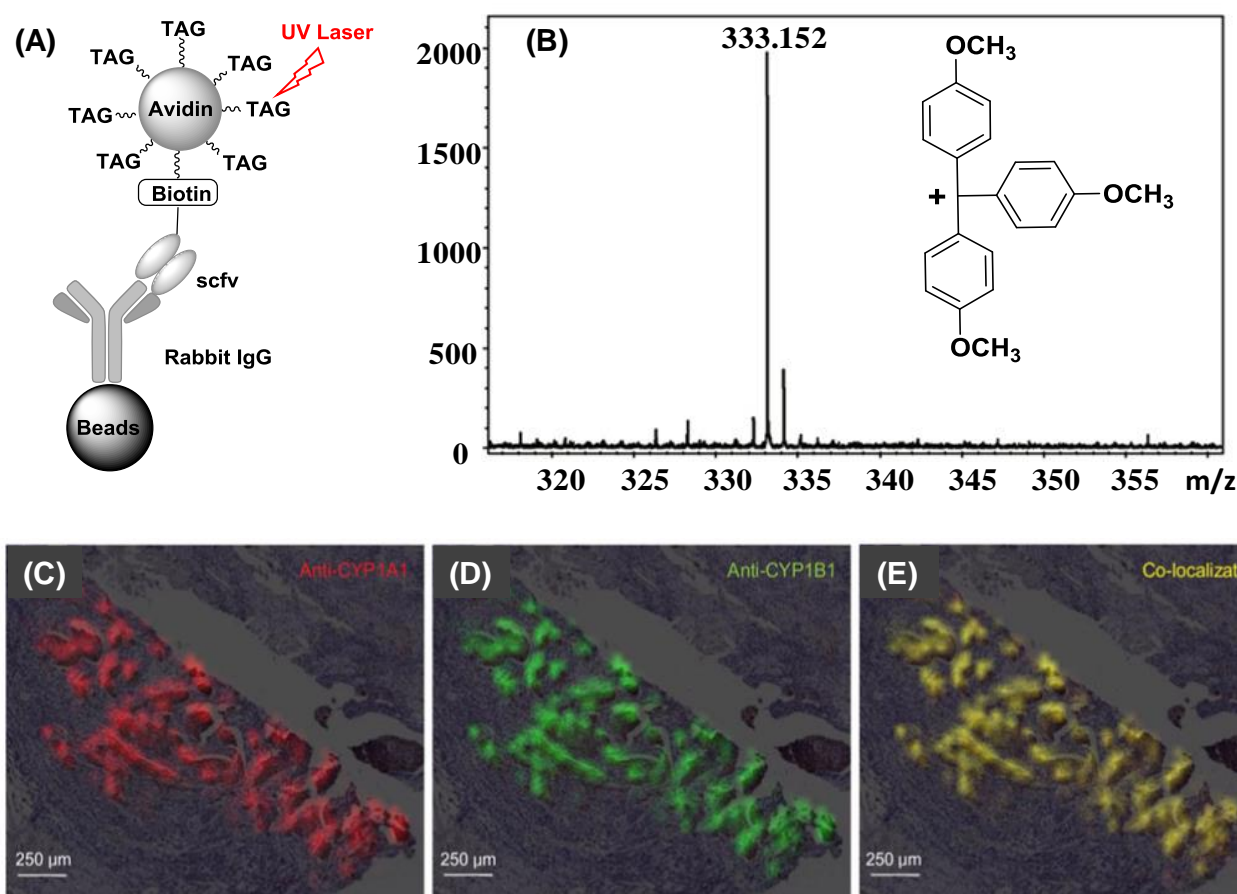 (A)
TAG
UV Laser
TAG
TAG
TAG
Avidin
TAG
TAG
TAG
Biotin
scfv
Rabbit IgG
Beads
(B)
333.152
2000
1500
1000
500
0
320 325 330 335 340 345 350 355 m/z
OCH3
+
OCH3
OCH3
(C)
Anti-CYP1A1
250 µm
(D)
Anti-CYP1B1
250 µm
(E)
Co-localizat
250 µm